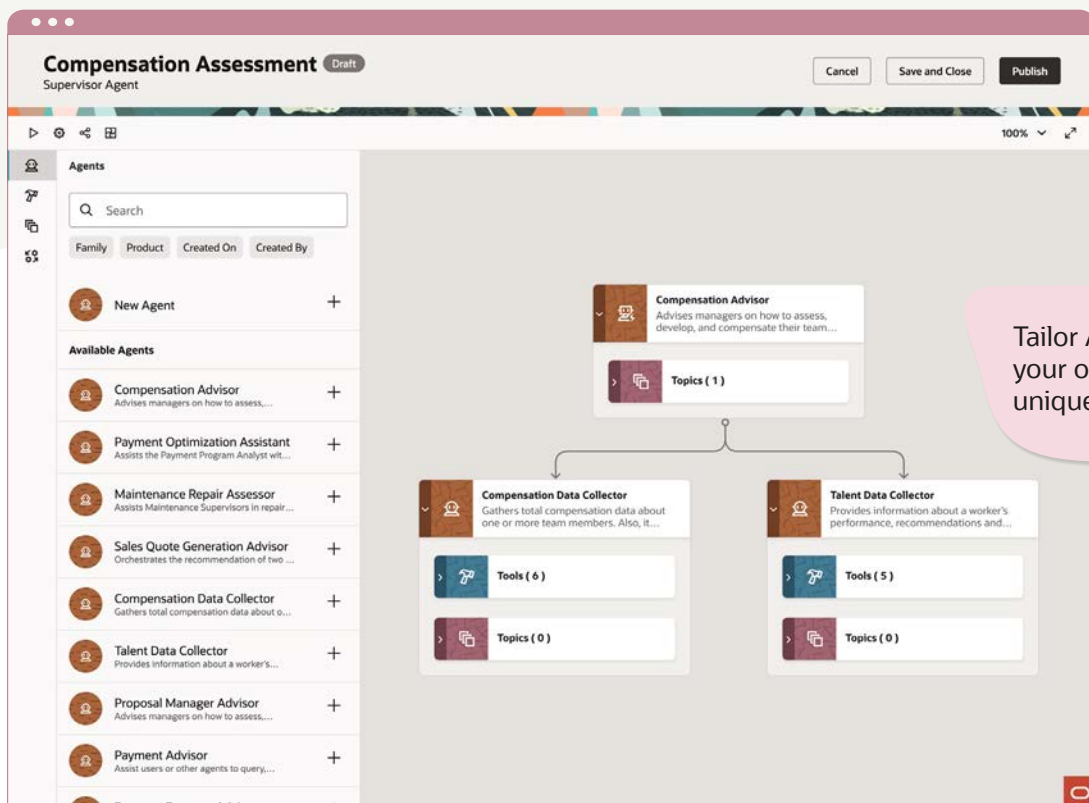 Compensation Assessment Draft
Supervisor Agent
Cancel
Save and Close
Publish
100%
Agents
Search
Family
Product
Created On
Created By
New Agent
Available Agents
Compensation Advisor
Advises managers on how to assess,...
Payment Optimization Assistant
Assists the Payment Program Analyst wit...
Maintenance Repair Assessor
Assists Maintenance Supervisors in repair...
Sales Quote Generation Advisor
Orchestrates the recommendation of two ...
Compensation Data Collector
Gathers total compensation data about o...
Talent Data Collector
Provides information about a worker's...
Proposal Manager Advisor
Advises managers on how to assess,...
Payment Advisor
Assist users or other agents to query,...
Compensation Advisor
Advises managers on how to assess,
develop, and compensate their team...
Topics ( 1 )
Compensation Data Collector
Gathers total compensation data about
one or more team members. Also, it...
Tools ( 6 )
Topics ( 0 )
Talent Data Collector
Provides information about a worker's
performance, recommendations and...
Tools ( 5 )
Topics ( 0 )
Tailor A
your o
unique